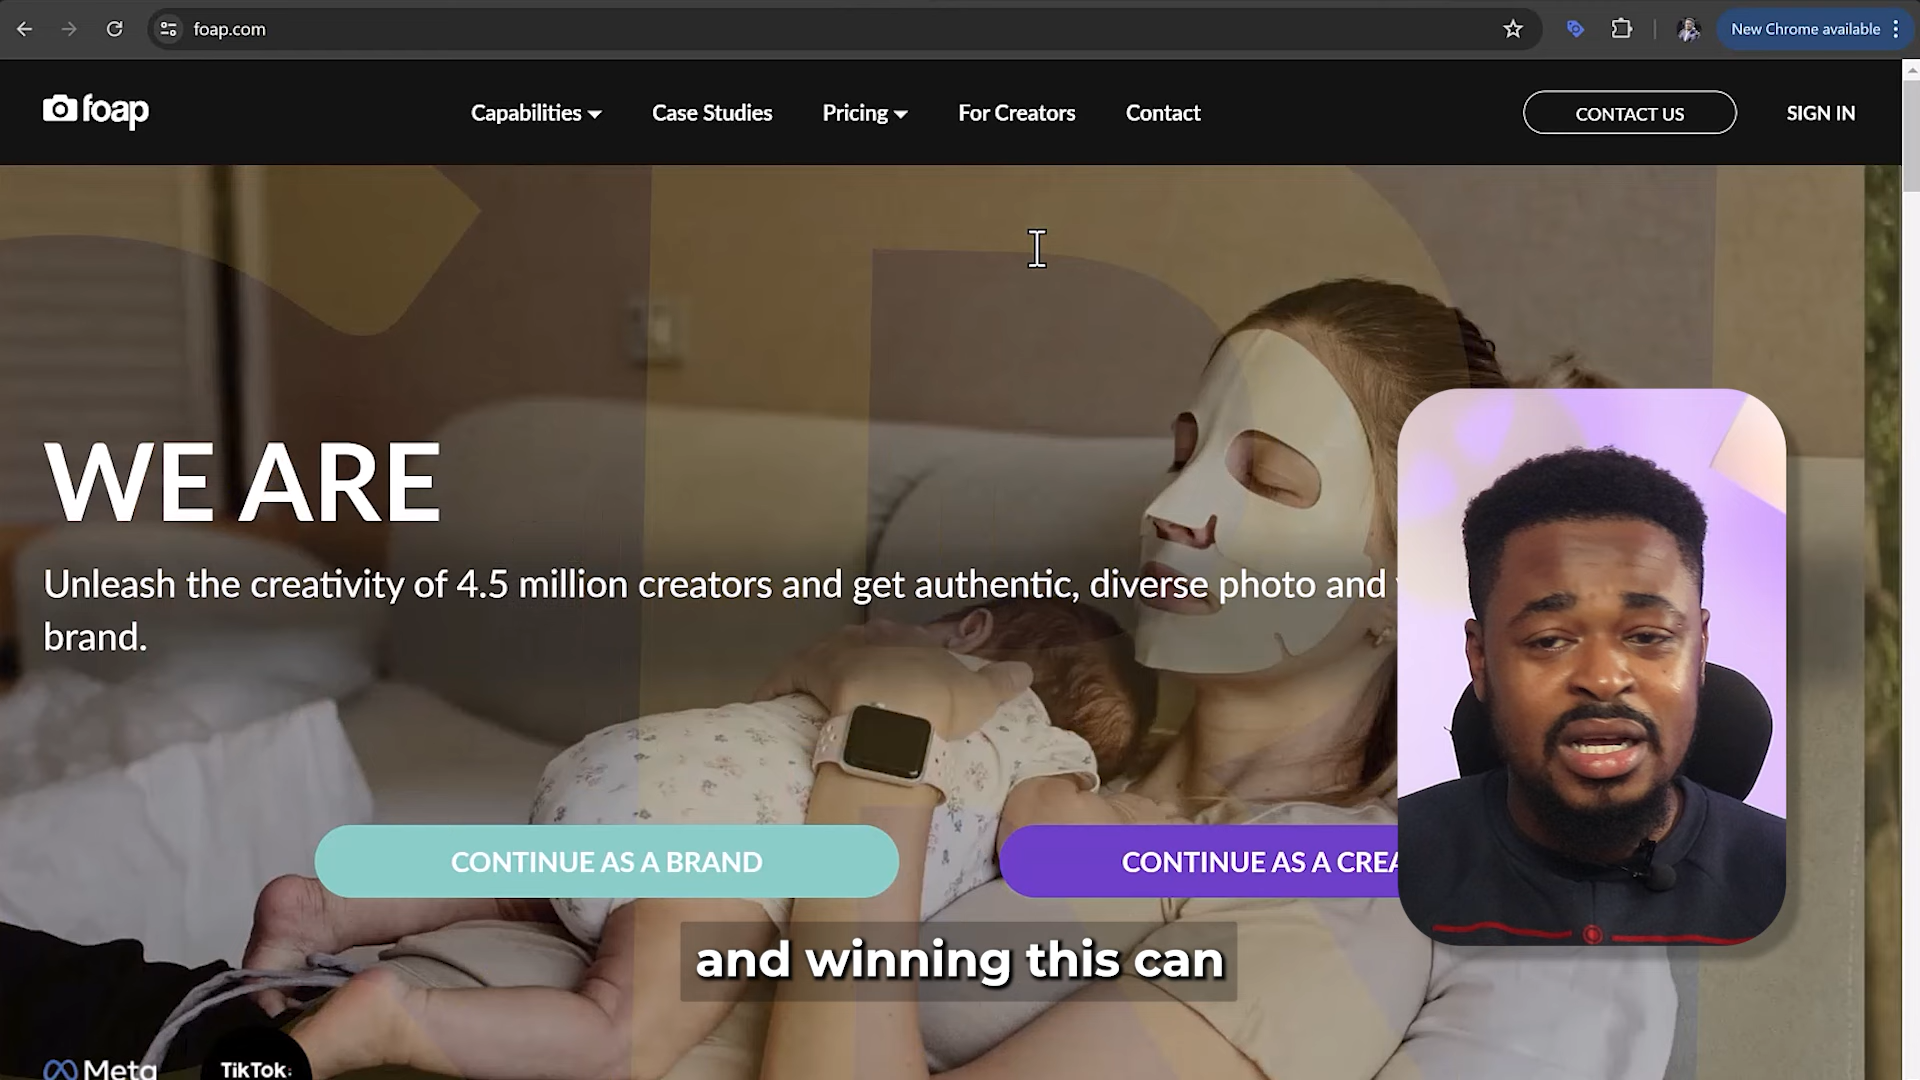 foap.com
New Chrome available
foap
Capabilities
Case Studies
Pricing
For Creators
Contact
CONTACT US
SIGN IN
WE ARE
Unleash the creativity of 4.5 million creators and get authentic, diverse photo and
brand.
CONTINUE AS A BRAND
CONTINUE AS A CREA
and winning this can
Meta
TikTok: